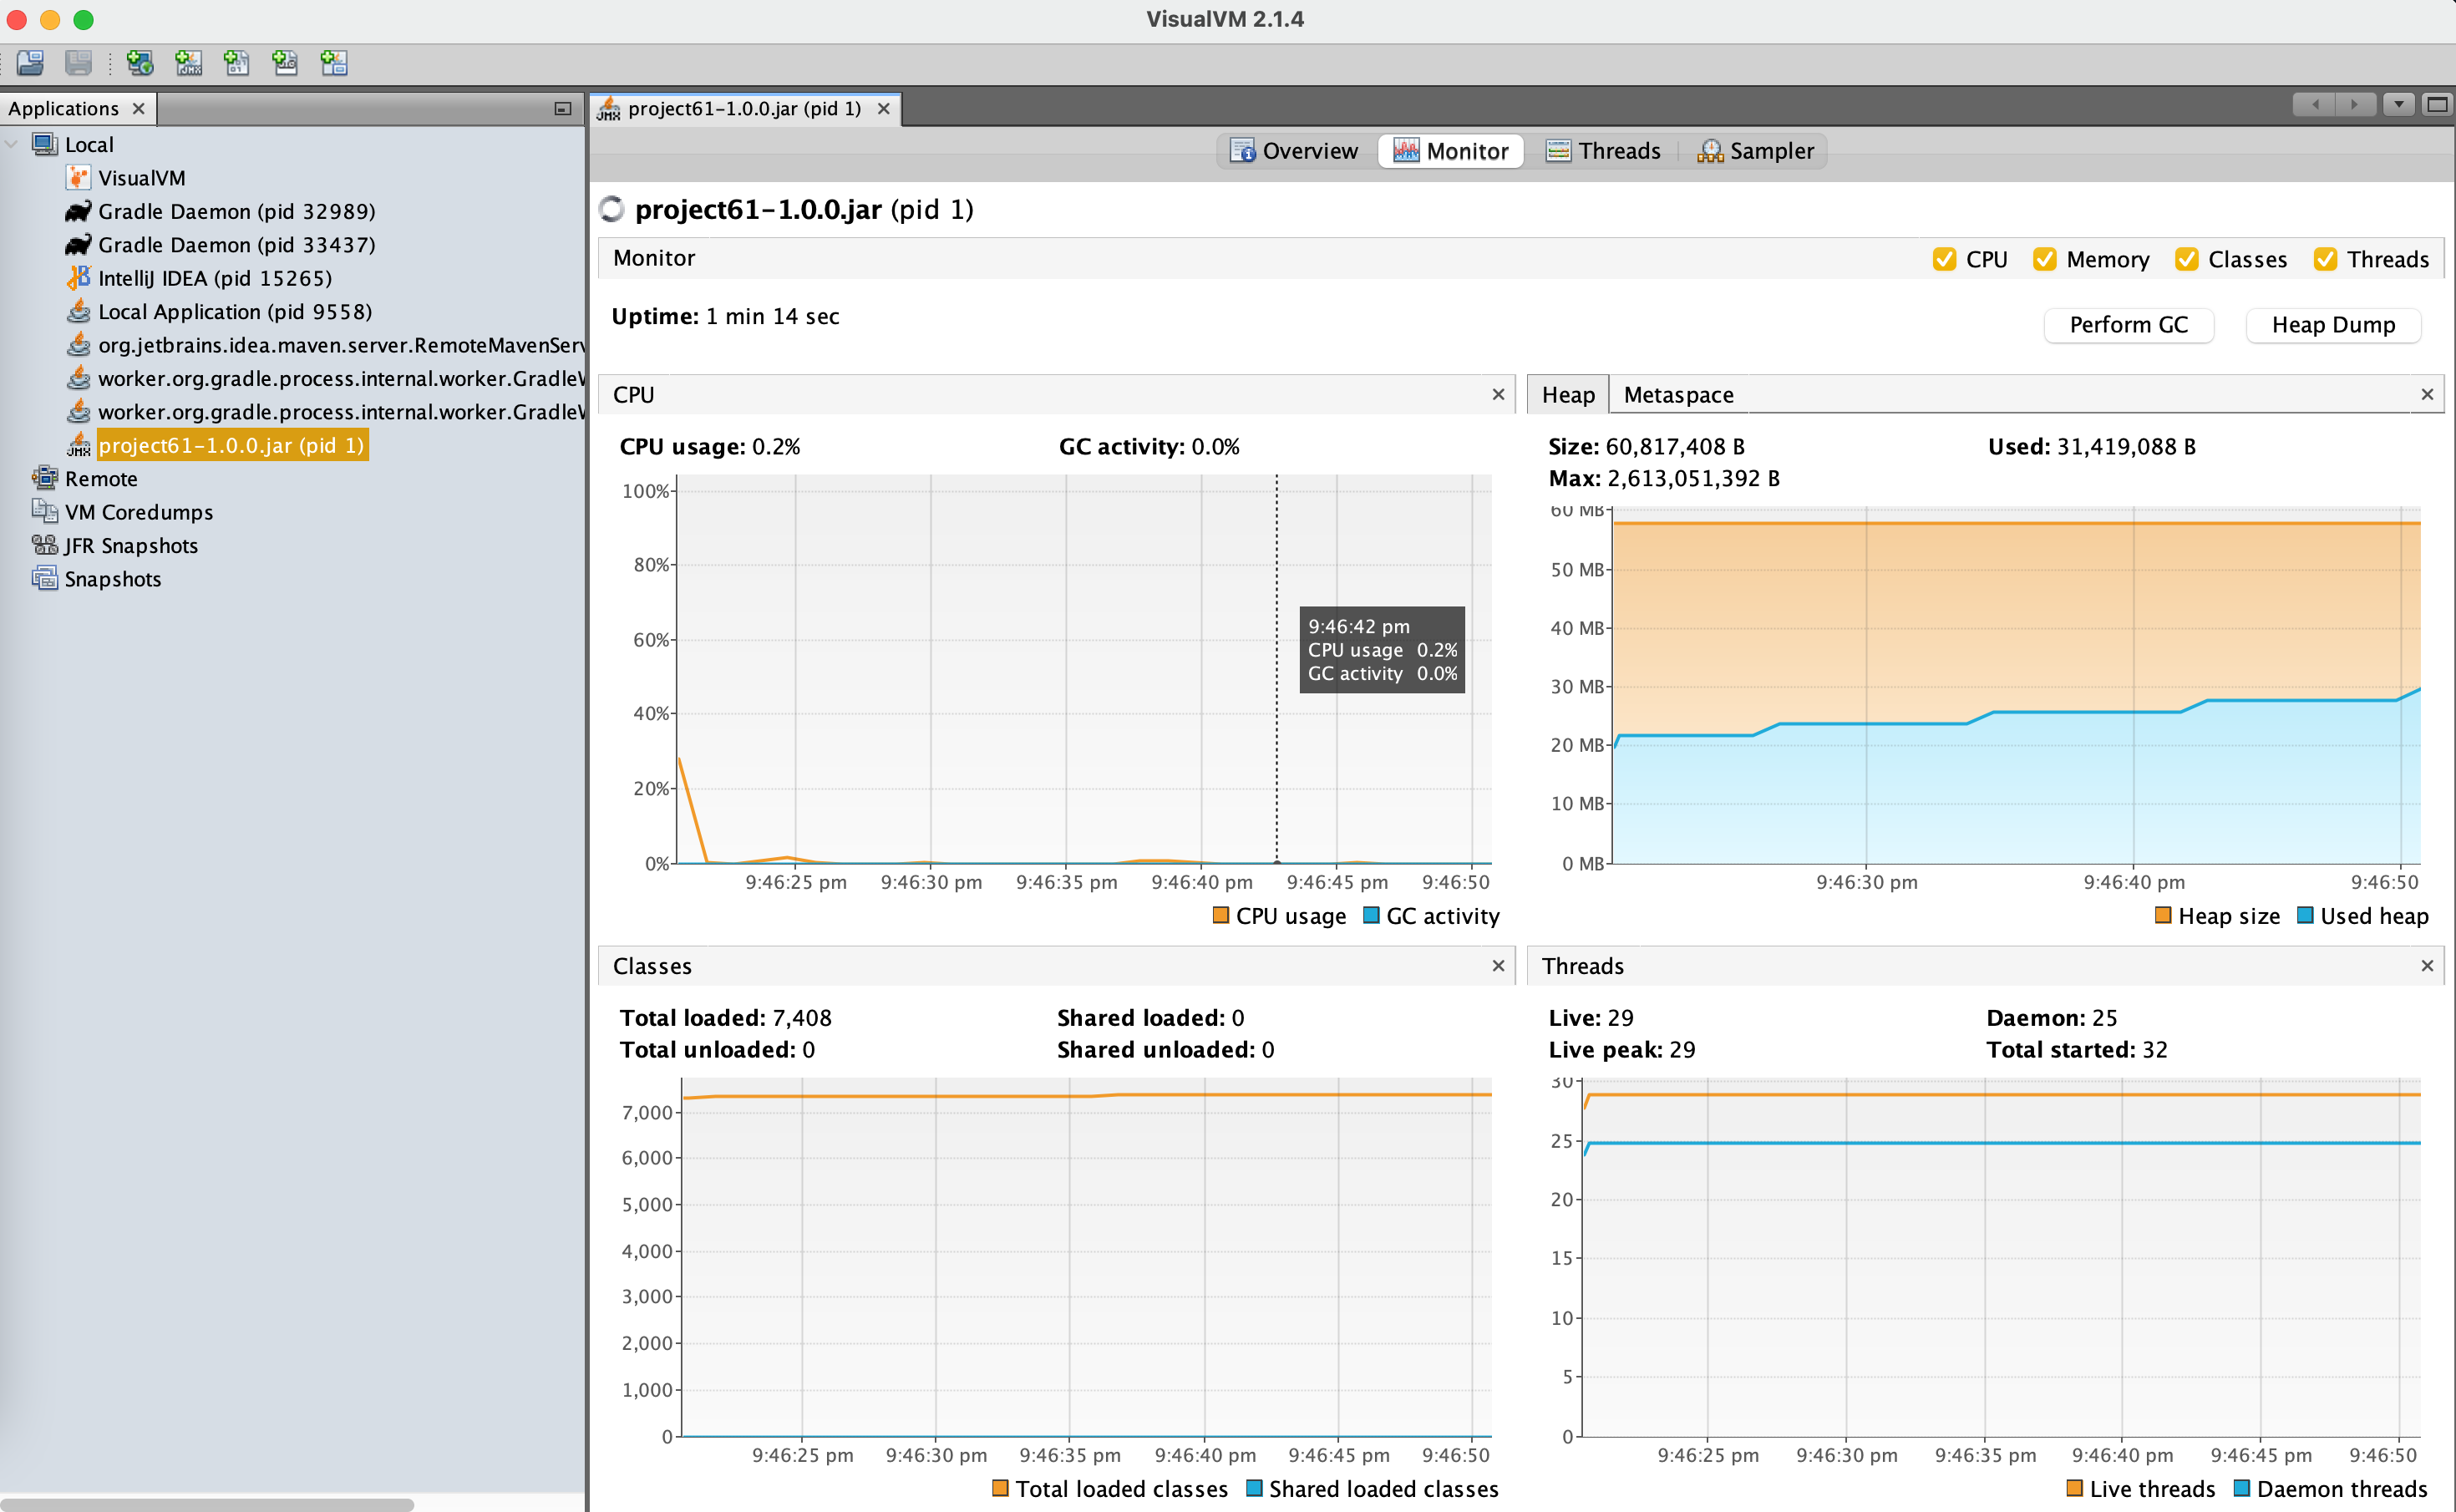 VisualVM 2.1.4
Applications
project61-1.0.0.jar (pid 1)
Local
VisualVM
Gradle Daemon (pid 32989)
Gradle Daemon (pid 33437)
IntelliJ IDEA (pid 15265)
Local Application (pid 9558)
org.jetbrains.idea.maven.server.RemoteMavenServ
worker.org.gradle.process.internal.worker.GradleW
worker.org.gradle.process.internal.worker.GradleW
project61-1.0.0.jar (pid 1)
Remote
VM Coredumps
JFR Snapshots
Snapshots
Overview Monitor Threads Sampler
project61-1.0.0.jar (pid 1)
Monitor
CPU Memory Classes Threads
Uptime: 1 min 14 sec
Perform GC Heap Dump
CPU
CPU usage: 0.2% GC activity: 0.0%
100%
80%
60%
40%
20%
0%
9:46:42 pm
CPU usage 0.2%
GC activity 0.0%
9:46:25 pm 9:46:30 pm 9:46:35 pm 9:46:40 pm 9:46:45 pm 9:46:50
CPU usage GC activity
Heap Metaspace
Size: 60,817,408 B Used: 31,419,088 B
Max: 2,613,051,392 B
60 MB
50 MB
40 MB
30 MB
20 MB
10 MB
0 MB
9:46:30 pm 9:46:40 pm 9:46:50
Heap size Used heap
Classes
Total loaded: 7,408 Shared loaded: 0
Total unloaded: 0 Shared unloaded: 0
7,000
6,000
5,000
4,000
3,000
2,000
1,000
0
9:46:25 pm 9:46:30 pm 9:46:35 pm 9:46:40 pm 9:46:45 pm 9:46:50
Total loaded classes Shared loaded classes
Threads
Live: 29 Daemon: 25
Live peak: 29 Total started: 32
30
25
20
15
10
5
0
9:46:25 pm 9:46:30 pm 9:46:35 pm 9:46:40 pm 9:46:45 pm 9:46:50
Live threads Daemon threads